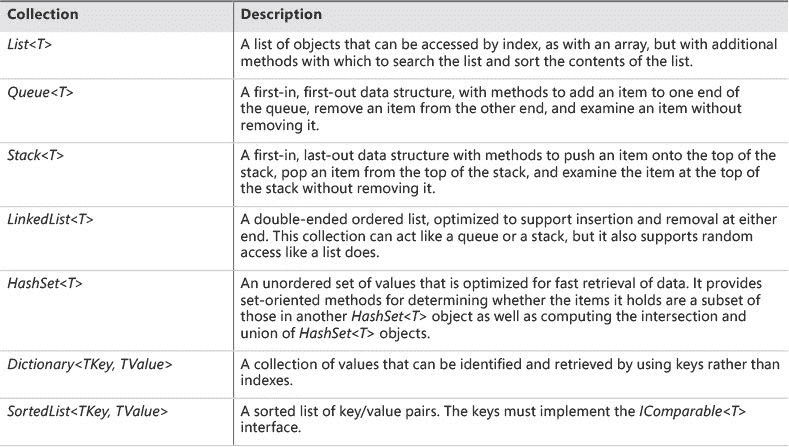 Collection Description
List<T> A list of objects that can be accessed by index, as with an array, but with additional
methods with which to search the list and sort the contents of the list.
Queue<T> A first-in, first-out data structure, with methods to add an item to one end of
the queue, remove an item from the other end, and examine an item without
removing it.
Stack<T> A first-in, last-out data structure with methods to push an item onto the top of the
stack, pop an item from the top of the stack, and examine the item at the top of
the stack without removing it.
LinkedList<T> A double-ended ordered list, optimized to support insertion and removal at either
end. This collection can act like a queue or a stack, but it also supports random
access like a list does.
HashSet<T> An unordered set of values that is optimized for fast retrieval of data. It provides
set-oriented methods for determining whether the items it holds are a subset of
those in another HashSet<T> object as well as computing the intersection and
union of HashSet<T> objects.
Dictionary<TKey, TValue> A collection of values that can be identified and retrieved by using keys rather than
indexes.
SortedList<TKey, TValue> A sorted list of key/value pairs. The keys must implement the IComparable<T>
interface.